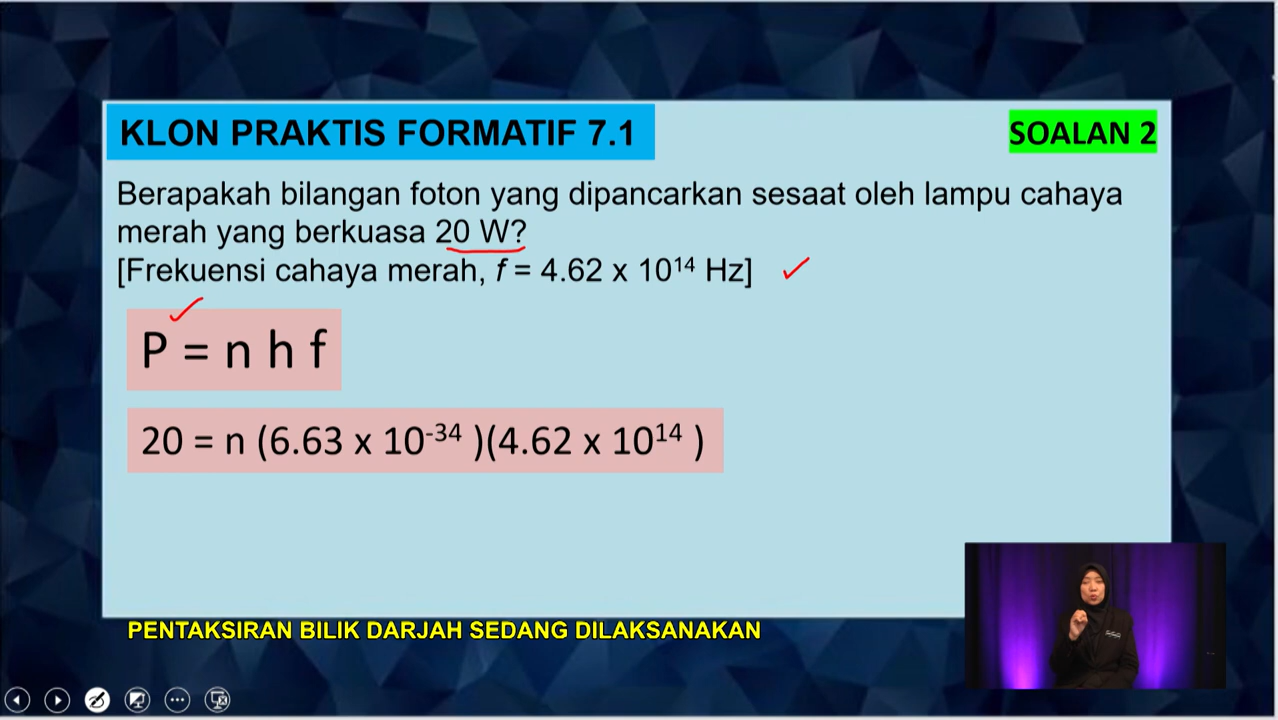 KLON PRAKTIS FORMATIF 7.1
SOALAN 2
Berapakah bilangan foton yang dipancarkan sesaat oleh lampu cahaya
merah yang berkuasa 20 W?
[Frekuensi cahaya merah, f = 4.62 x 10¹⁴ Hz]
P = n h f
20 = n (6.63 x 10⁻³⁴ )(4.62 x 10¹⁴ )
PENTAKSIRAN BILIK DARJAH SEDANG DILAKSANAKAN